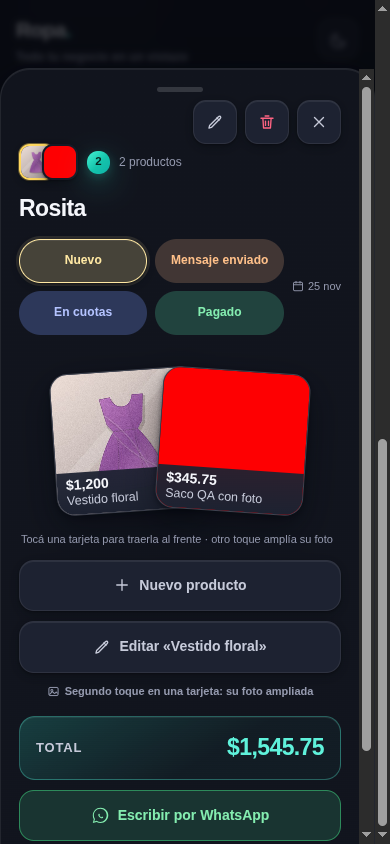 Ropa.
2
2 productos
Rosita
Nuevo
Mensaje enviado
En cuotas
Pagado
25 nov
$1,200
Vestido floral
$345.75
Saco QA con foto
Tocá una tarjeta para traerla al frente · otro toque amplía su foto
Nuevo producto
Editar «Vestido floral»
Segundo toque en una tarjeta: su foto ampliada
TOTAL
$1,545.75
Escribir por WhatsApp